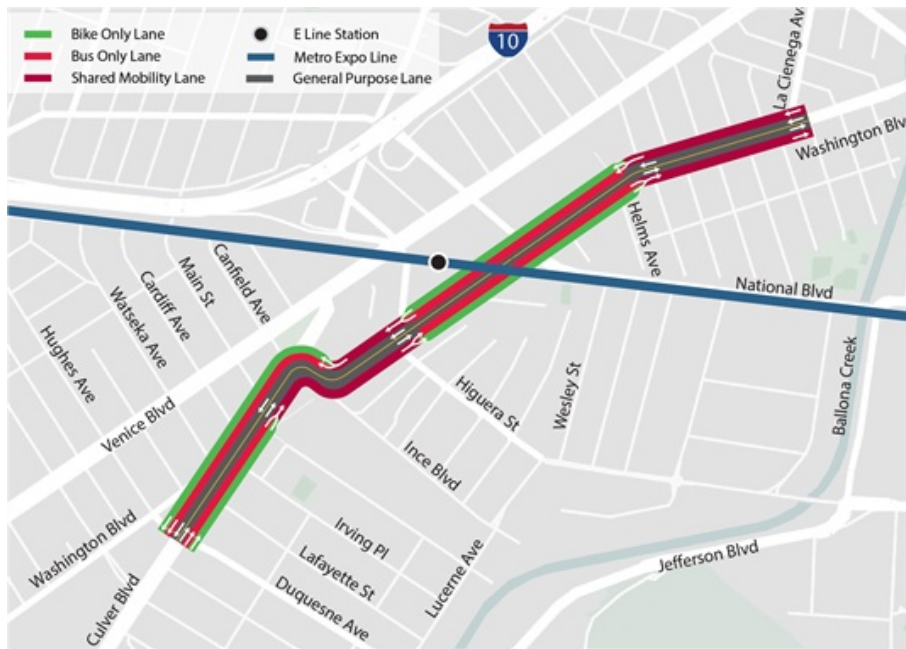 Bike Only Lane
Bus Only Lane
Shared Mobility Lane
E Line Station
Metro Expo Line
General Purpose Lane
10
La Cienega Av
Washington Blv
Helms Ave
National Blvd
Canfield Ave
Main St
Cardiff Ave
Watseka Ave
Hughes Ave
Venice Blvd
Higuera St
Wesley St
Ballona Creek
Ince Blvd
Washington Blvd
Irving Pl
Lafayette St
Duquesne Ave
Lucerne Ave
Jefferson Blvd
Culver Blvd